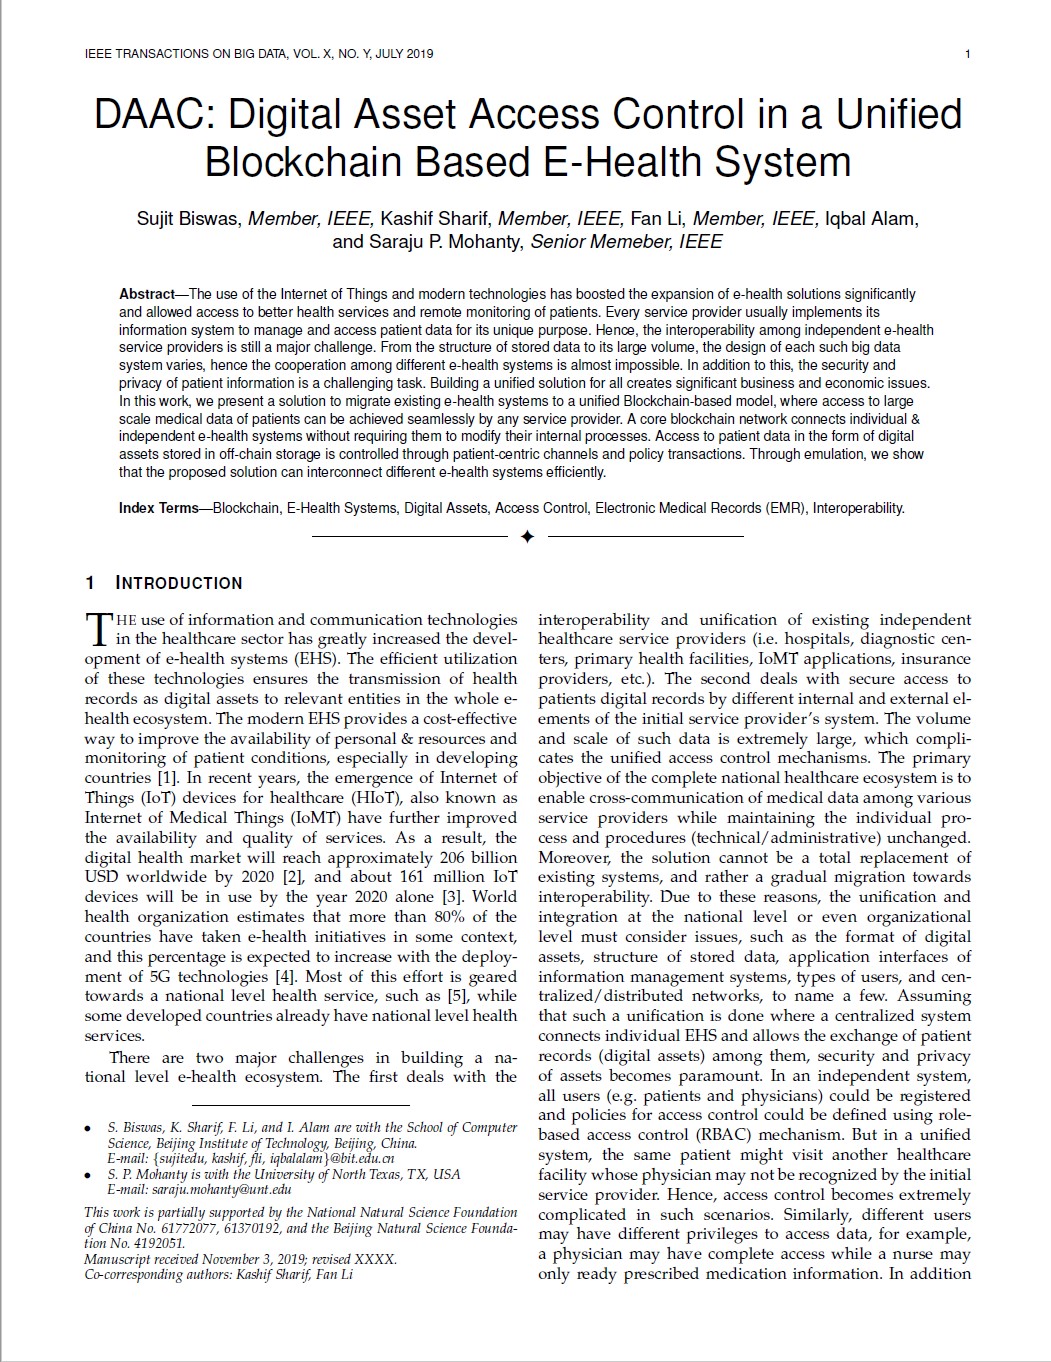 IEEE TRANSACTIONS ON BIG DATA, VOL. X, NO. Y, JULY 2019
1
DAAC: Digital Asset Access Control in a Unified
Blockchain Based E-Health System
Sujit Biswas, Member, IEEE, Kashif Sharif, Member, IEEE, Fan Li, Member, IEEE, Iqbal Alam,
and Saraju P. Mohanty, Senior Memeber, IEEE
Abstract—The use of the Internet of Things and modern technologies has boosted the expansion of e-health solutions significantly
and allowed access to better health services and remote monitoring of patients. Every service provider usually implements its
information system to manage and access patient data for its unique purpose. Hence, the interoperability among independent e-health
service providers is still a major challenge. From the structure of stored data to its large volume, the design of each such big data
system varies, hence the cooperation among different e-health systems is almost impossible. In addition to this, the security and
privacy of patient information is a challenging task. Building a unified solution for all creates significant business and economic issues.
In this work, we present a solution to migrate existing e-health systems to a unified Blockchain-based model, where access to large
scale medical data of patients can be achieved seamlessly by any service provider. A core blockchain network connects individual &
independent e-health systems without requiring them to modify their internal processes. Access to patient data in the form of digital
assets stored in off-chain storage is controlled through patient-centric channels and policy transactions. Through emulation, we show
that the proposed solution can interconnect different e-health systems efficiently.
Index Terms—Blockchain, E-Health Systems, Digital Assets, Access Control, Electronic Medical Records (EMR), Interoperability.
1 INTRODUCTION
THE use of information and communication technologies
in the healthcare sector has greatly increased the devel-
opment of e-health systems (EHS). The efficient utilization
of these technologies ensures the transmission of health
records as digital assets to relevant entities in the whole e-
health ecosystem. The modern EHS provides a cost-effective
way to improve the availability of personal & resources and
monitoring of patient conditions, especially in developing
countries [1]. In recent years, the emergence of Internet of
Things (IoT) devices for healthcare (HIoT), also known as
Internet of Medical Things (IoMT) have further improved
the availability and quality of services. As a result, the
digital health market will reach approximately 206 billion
USD worldwide by 2020 [2], and about 161 million IoT
devices will be in use by the year 2020 alone [3]. World
health organization estimates that more than 80% of the
countries have taken e-health initiatives in some context,
and this percentage is expected to increase with the deploy-
ment of 5G technologies [4]. Most of this effort is geared
towards a national level health service, such as [5], while
some developed countries already have national level health
services.
There are two major challenges in building a na-
tional level e-health ecosystem. The first deals with the
• S. Biswas, K. Sharif, F. Li, and I. Alam are with the School of Computer
Science, Beijing Institute of Technology, Beijing, China.
E-mail: {sujitedu, kashif, fli, iqbalalam}@bit.edu.cn
• S. P. Mohanty is with the University of North Texas, TX, USA
E-mail: saraju.mohanty@unt.edu
This work is partially supported by the National Natural Science Foundation
of China No. 61772077, 61370192, and the Beijing Natural Science Founda-
tion No. 4192051.
Manuscript received November 3, 2019; revised XXXX.
Co-corresponding authors: Kashif Sharif, Fan Li
interoperability and unification of existing independent
healthcare service providers (i.e. hospitals, diagnostic cen-
ters, primary health facilities, IoMT applications, insurance
providers, etc.). The second deals with secure access to
patients digital records by different internal and external el-
ements of the initial service provider's system. The volume
and scale of such data is extremely large, which compli-
cates the unified access control mechanisms. The primary
objective of the complete national healthcare ecosystem is to
enable cross-communication of medical data among various
service providers while maintaining the individual pro-
cess and procedures (technical/administrative) unchanged.
Moreover, the solution cannot be a total replacement of
existing systems, and rather a gradual migration towards
interoperability. Due to these reasons, the unification and
integration at the national level or even organizational
level must consider issues, such as the format of digital
assets, structure of stored data, application interfaces of
information management systems, types of users, and cen-
tralized/distributed networks, to name a few. Assuming
that such a unification is done where a centralized system
connects individual EHS and allows the exchange of patient
records (digital assets) among them, security and privacy
of assets becomes paramount. In an independent system,
all users (e.g. patients and physicians) could be registered
and policies for access control could be defined using role-
based access control (RBAC) mechanism. But in a unified
system, the same patient might visit another healthcare
facility whose physician may not be recognized by the initial
service provider. Hence, access control becomes extremely
complicated in such scenarios. Similarly, different users
may have different privileges to access data, for example,
a physician may have complete access while a nurse may
only ready prescribed medication information. In addition